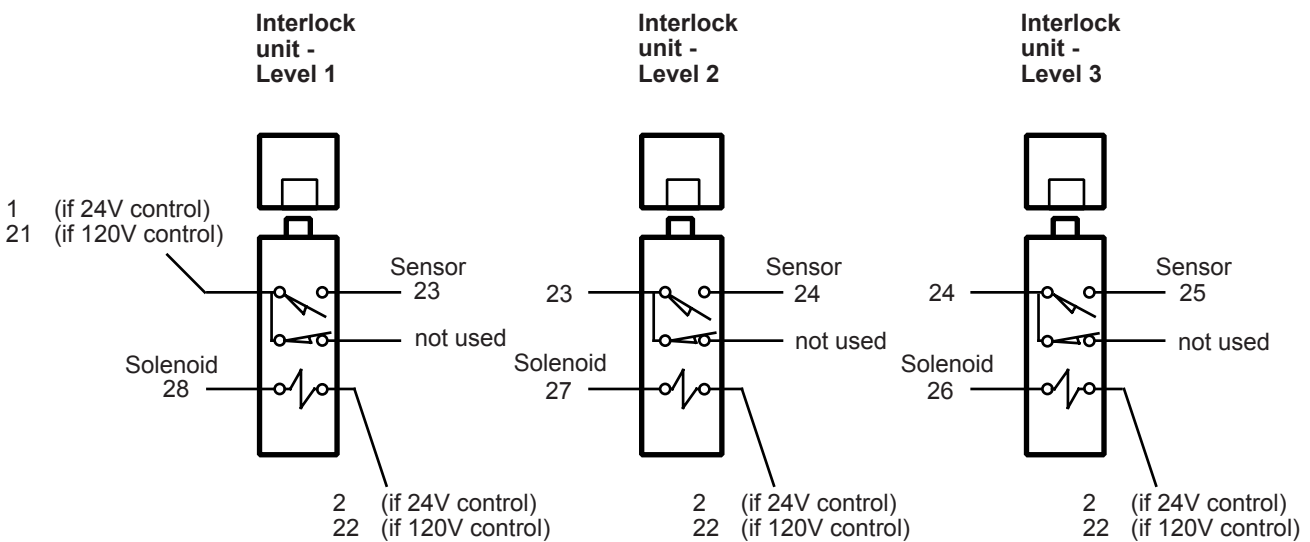 Interlock
unit -
Level 1
Interlock
unit -
Level 2
Interlock
unit -
Level 3
1 (if 24V control)
21 (if 120V control)
Sensor
23
not used
Solenoid
28
2 (if 24V control)
22 (if 120V control)
23
Sensor
24
not used
Solenoid
27
2 (if 24V control)
22 (if 120V control)
24
Sensor
25
not used
Solenoid
26
2 (if 24V control)
22 (if 120V control)